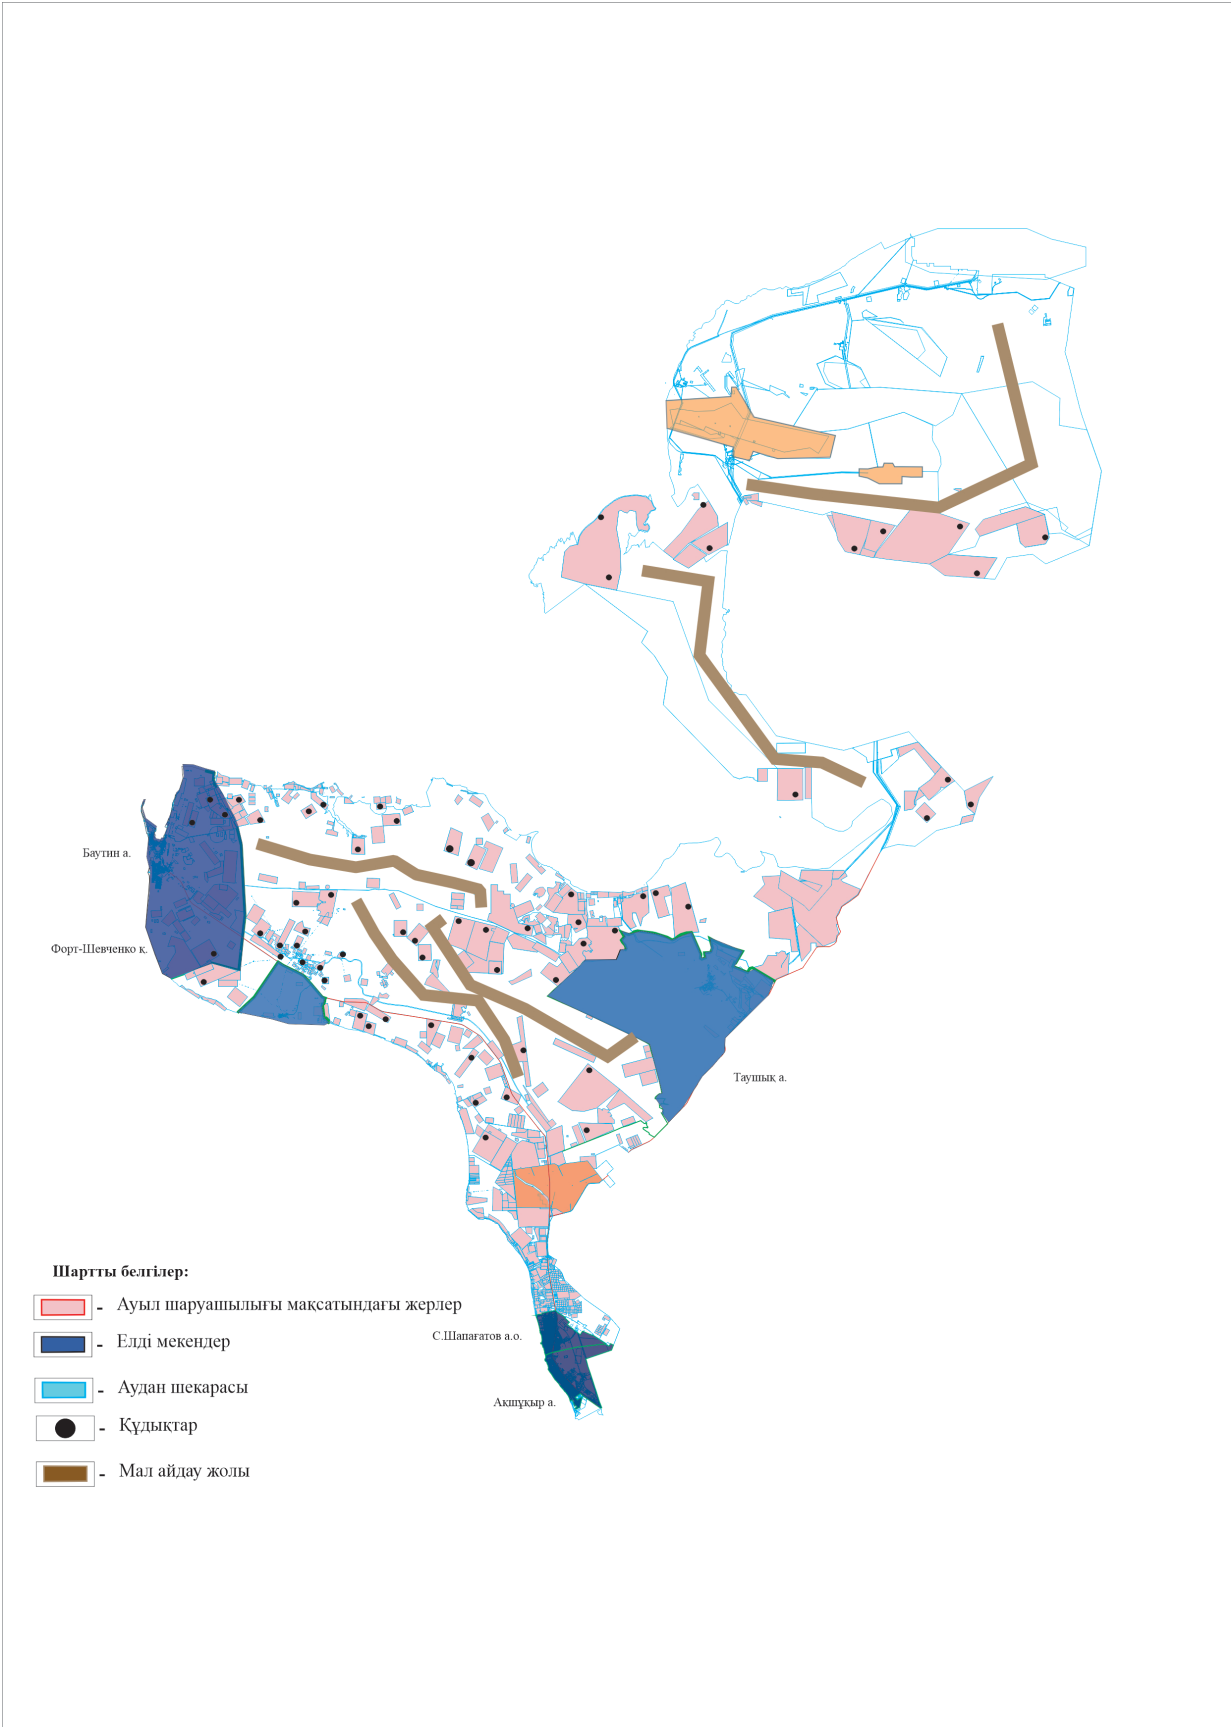 Баутин а.
Форт-Шевченко к.
Таушық а.
Шартты белгілер:
- Ауыл шаруашылығы мақсатындағы жерлер
С.Шапағатов а.о.
- Елді мекендер
- Аудан шекарасы
Ақшұқыр а.
- Құдықтар
- Мал айдау жолы